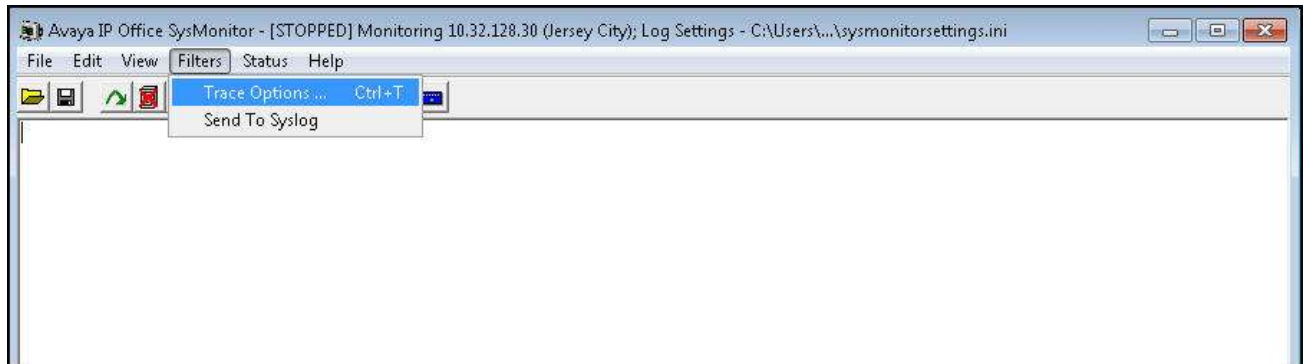 Avaya IP Office SysMonitor - [STOPPED] Monitoring 10.32.128.30 (Jersey City); Log Settings - C:\Users\...\sysmonitorsettings.ini
File Edit View Filters Status Help
Trace Options ... Ctrl+T
Send To Syslog